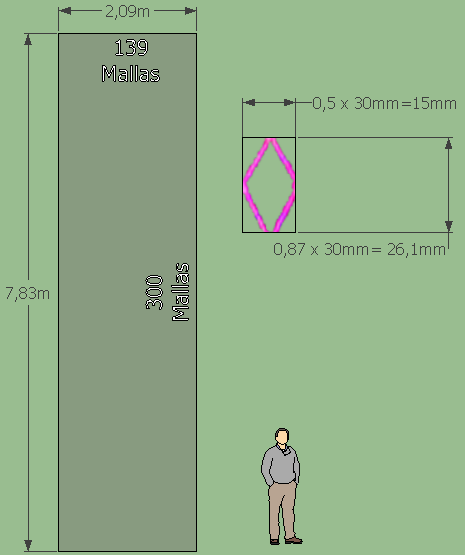 2,09m
139
Mallas
0,5 x 30mm=15mm
0,87 x 30mm= 26,1mm
7,83m
300
Mallas